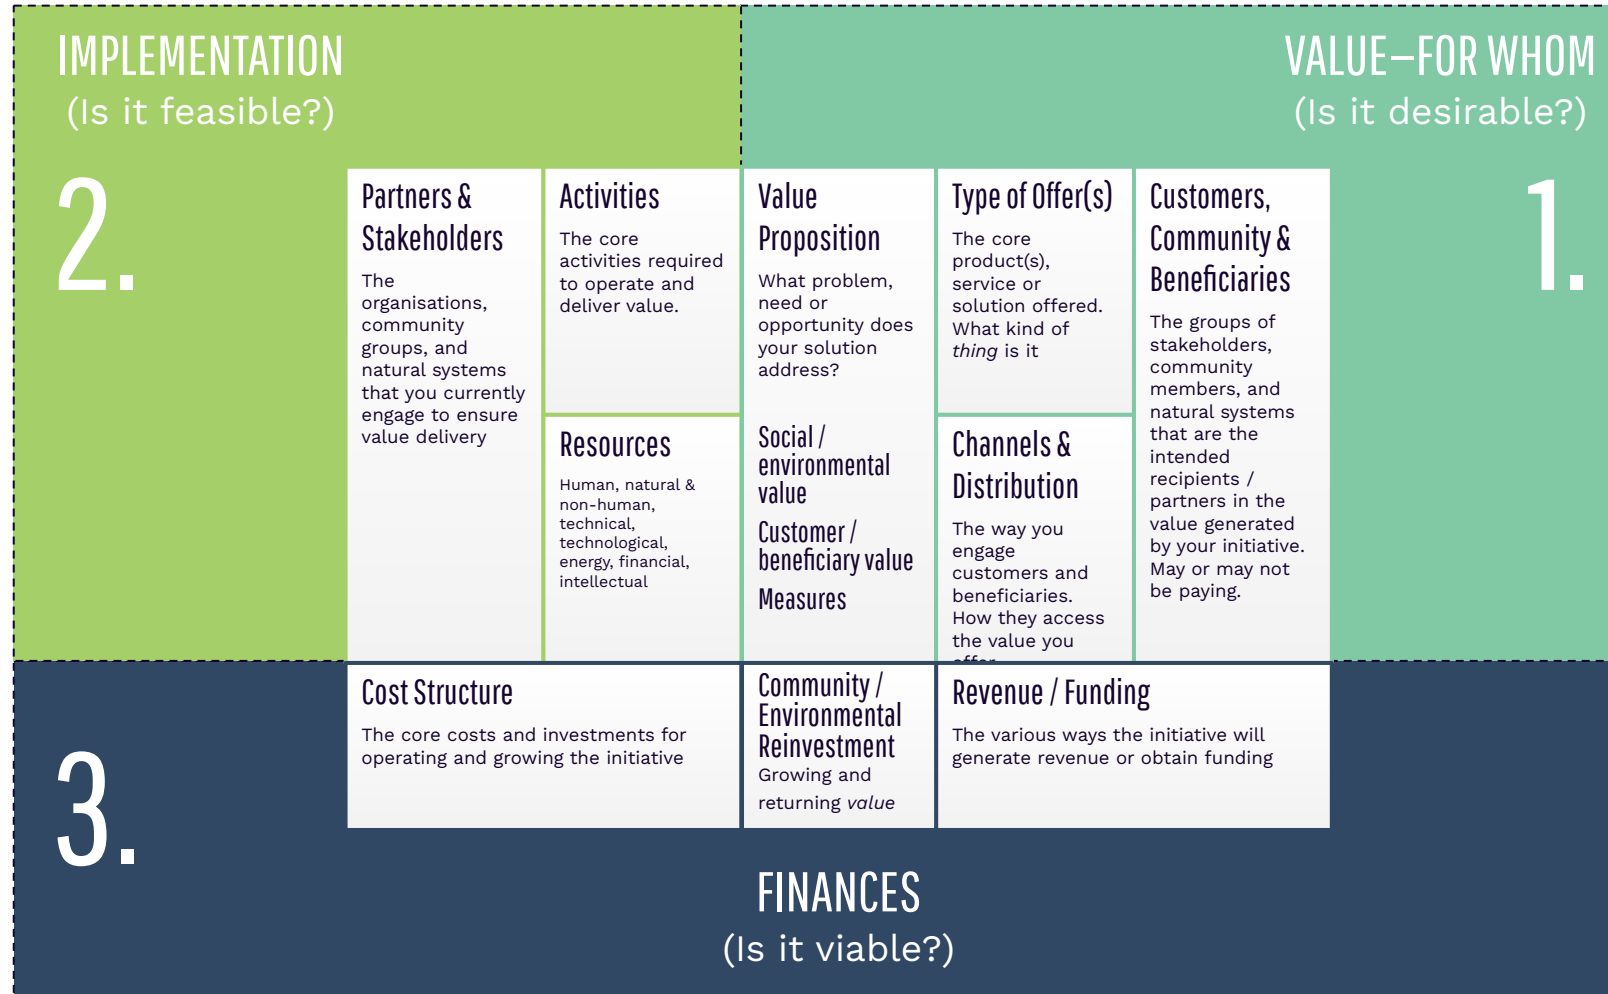 IMPLEMENTATION
(Is it feasible?)
2.
VALUE–FOR WHOM
(Is it desirable?)
1.
Partners &
Stakeholders
The
organisations,
community
groups, and
natural systems
that you currently
engage to ensure
value delivery
Activities
The core
activities required
to operate and
deliver value.
Resources
Human, natural &
non-human,
technical,
technological,
energy, financial,
intellectual
Value
Proposition
What problem,
need or
opportunity does
your solution
address?
Social /
environmental
value
Customer /
beneficiary value
Measures
Type of Offer(s)
The core
product(s),
service or
solution offered.
What kind of
thing is it
Channels &
Distribution
The way you
engage
customers and
beneficiaries.
How they access
the value you
Customers,
Community &
Beneficiaries
The groups of
stakeholders,
community
members, and
natural systems
that are the
intended
recipients /
partners in the
value generated
by your initiative.
May or may not
be paying.
3.
Cost Structure
The core costs and investments for
operating and growing the initiative
Community /
Environmental
Reinvestment
Growing and
returning value
Revenue / Funding
The various ways the initiative will
generate revenue or obtain funding
FINANCES
(Is it viable?)